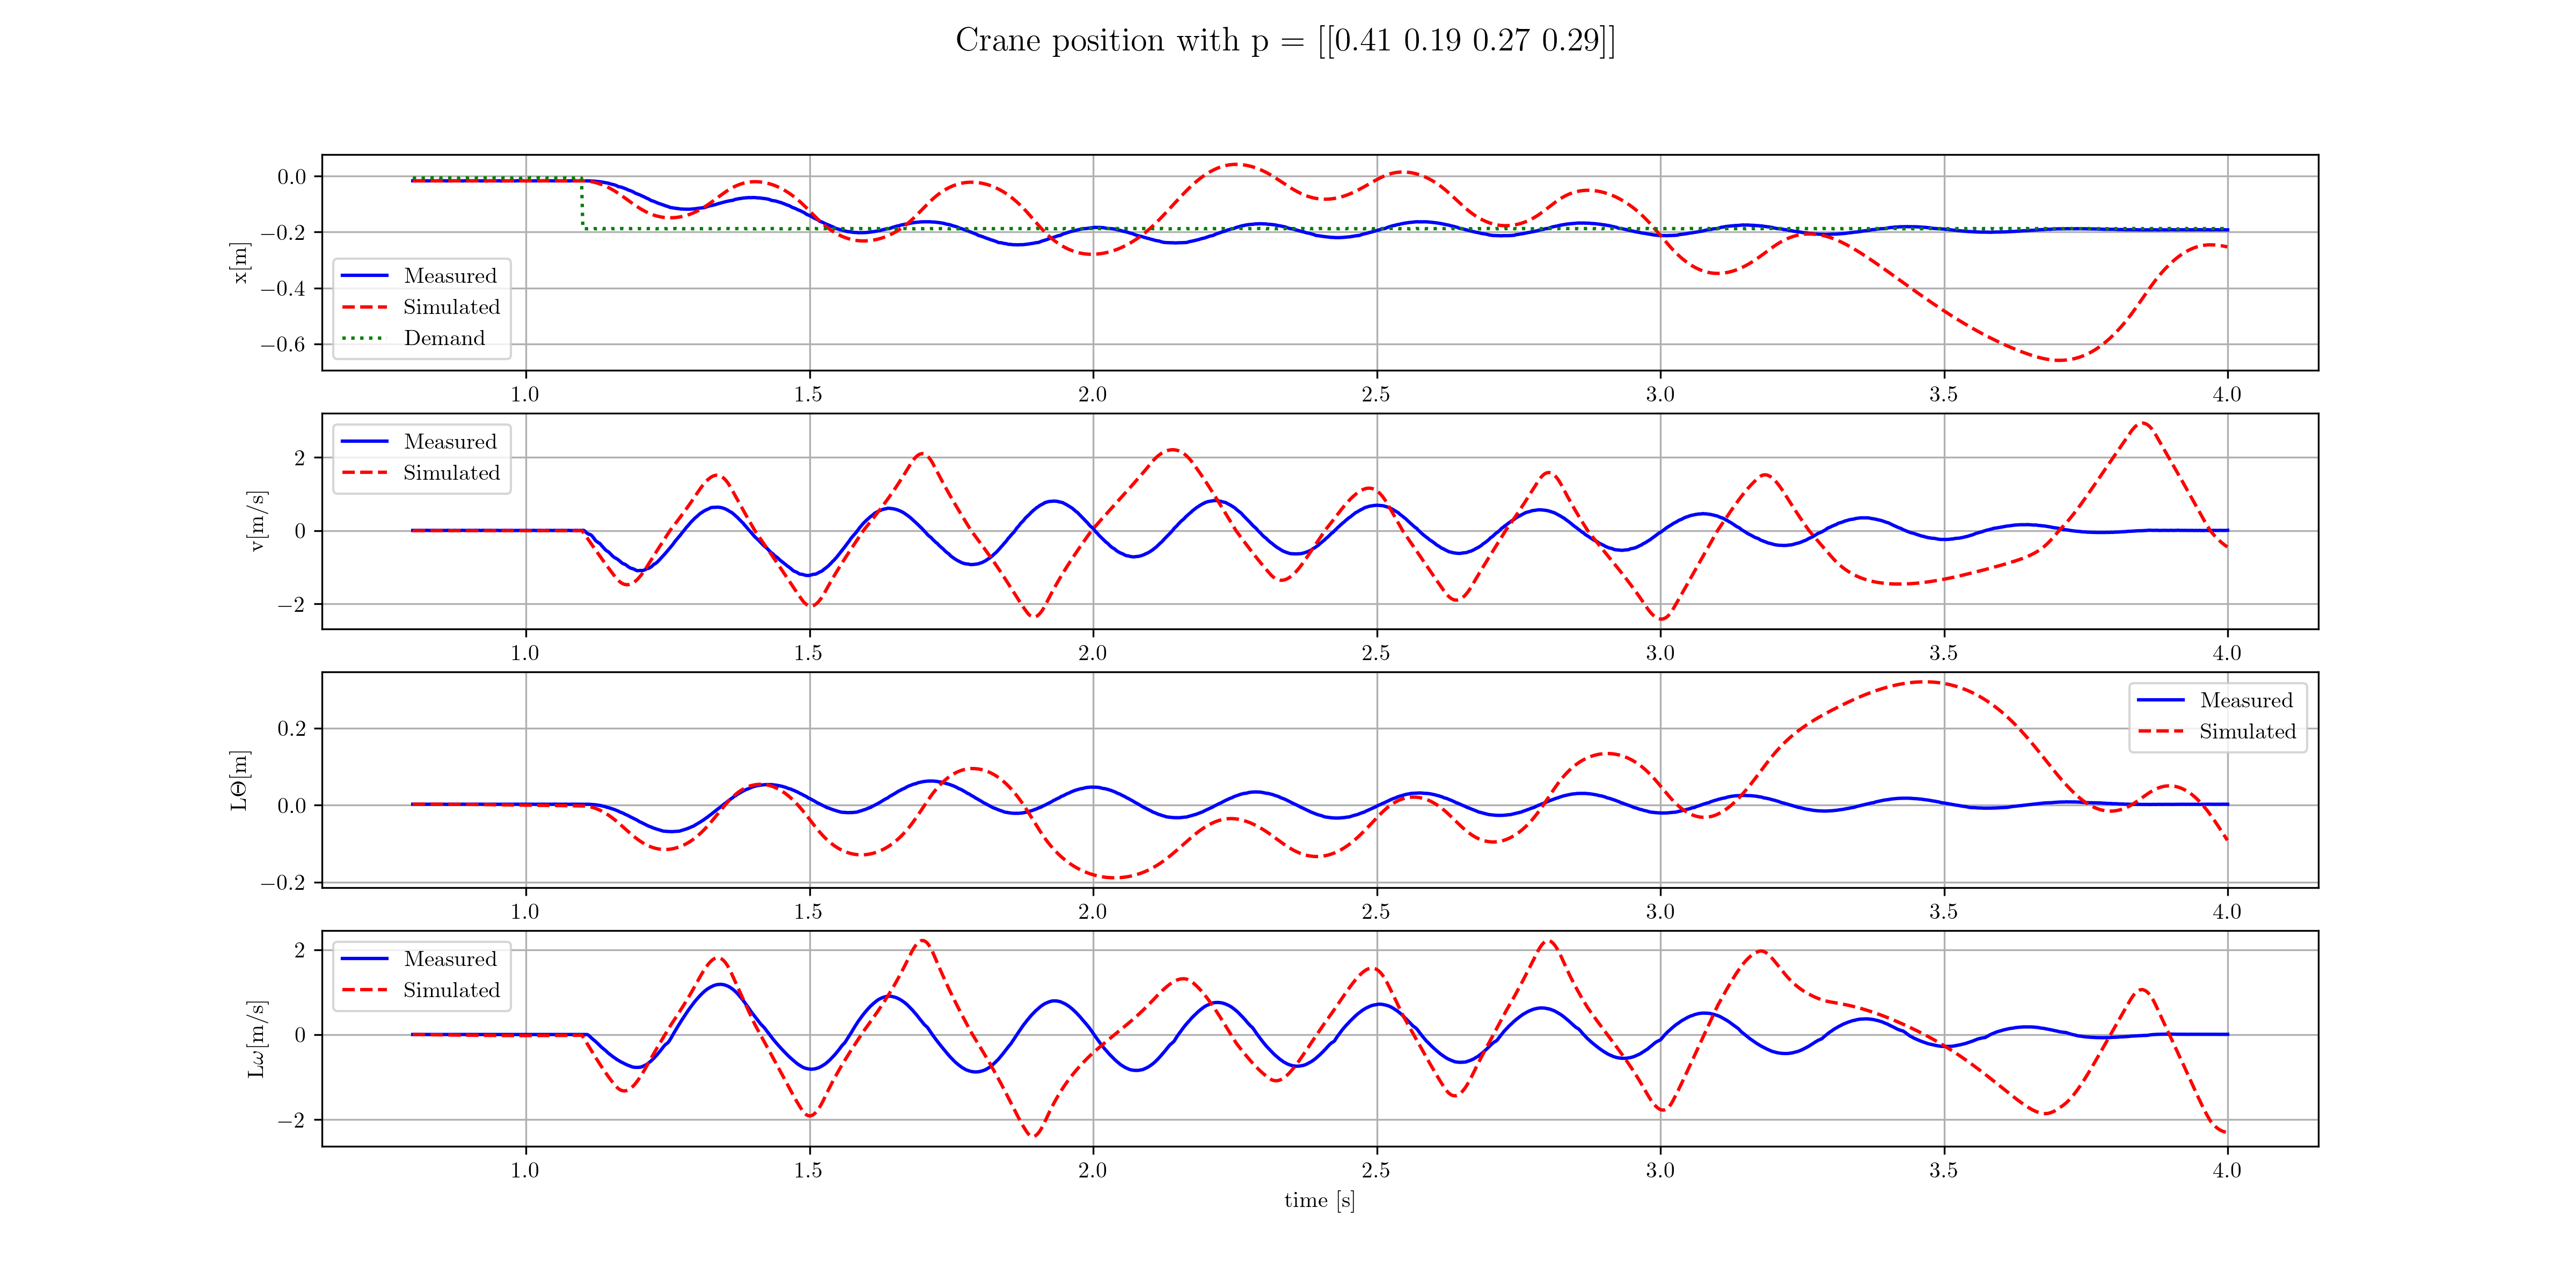 Crane position with p = [[0.41 0.19 0.27 0.29]]
0.0
−0.2
−0.4
−0.6
x[m]
Measured
Simulated
Demand
1.0 1.5 2.0 2.5 3.0 3.5 4.0
2
0
−2
v[m/s]
Measured
Simulated
1.0 1.5 2.0 2.5 3.0 3.5 4.0
0.2
0.0
−0.2
LΘ[m]
Measured
Simulated
1.0 1.5 2.0 2.5 3.0 3.5 4.0
2
0
−2
Lω[m/s]
Measured
Simulated
1.0 1.5 2.0 2.5 3.0 3.5 4.0
time [s]